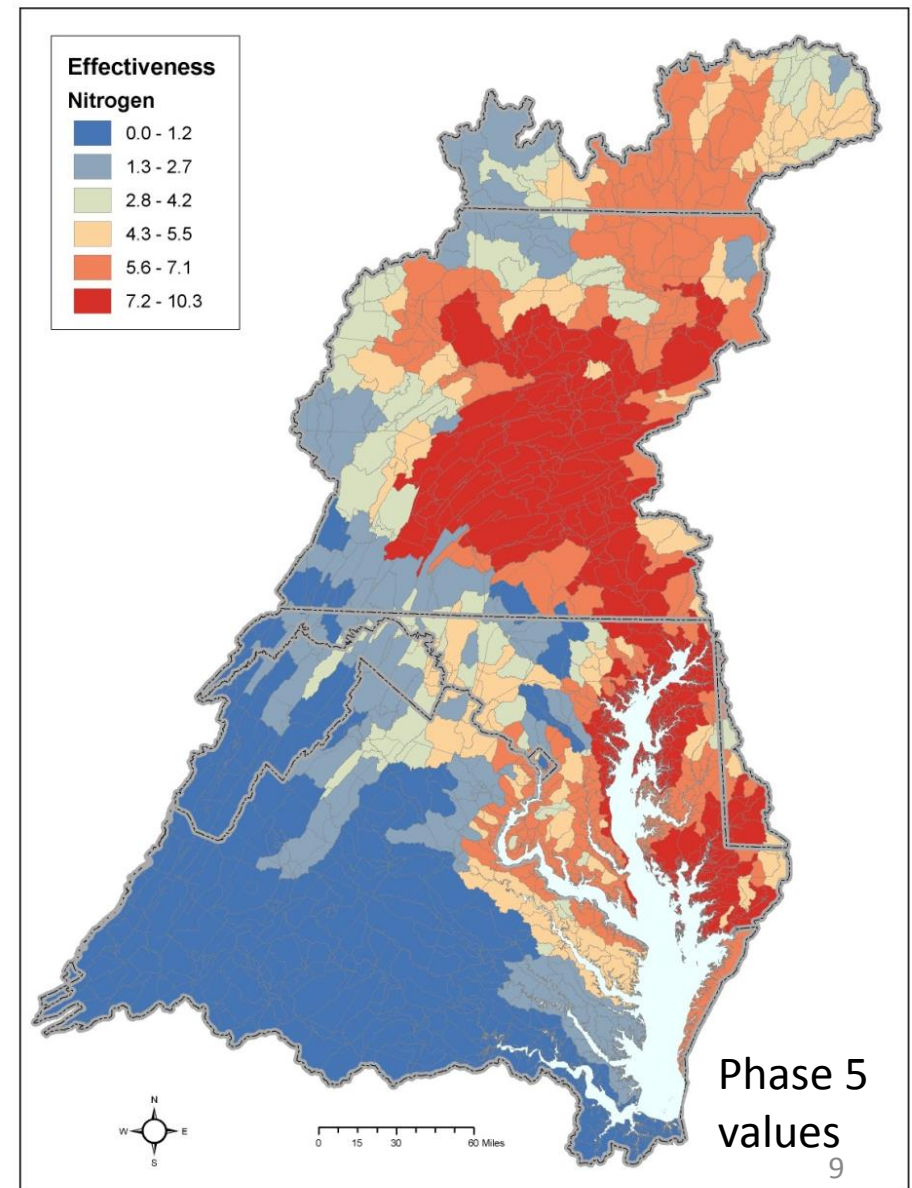 Effectiveness
Nitrogen
0.0 - 1.2
1.3 - 2.7
2.8 - 4.2
4.3 - 5.5
5.6 - 7.1
7.2 - 10.3
N
W E
S
0 15 30 60 Miles
Phase 5
values
9